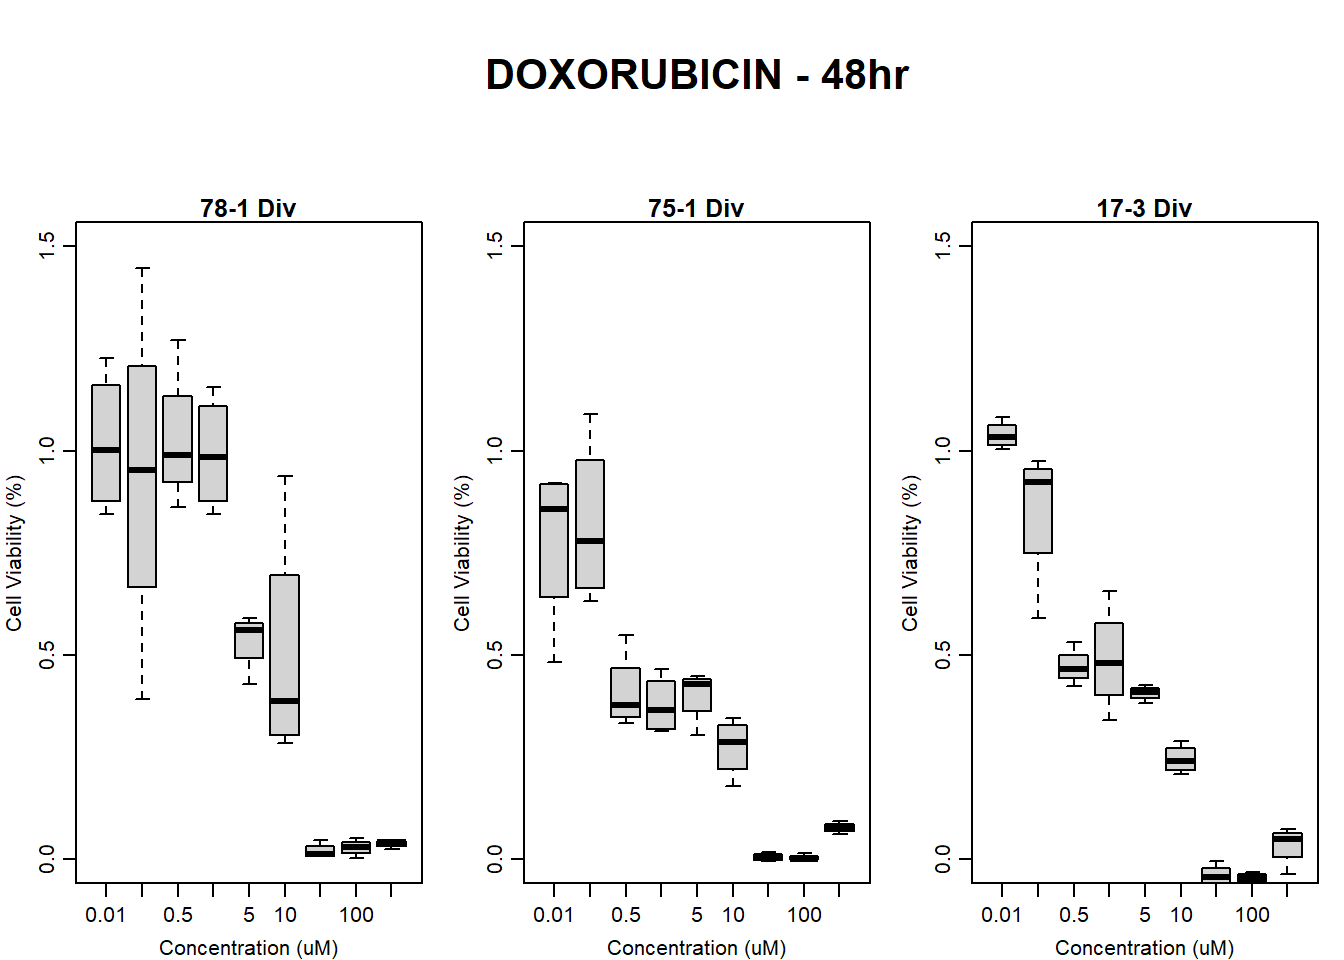 DOXORUBICIN - 48hr
78-1 Div
Cell Viability (%)
1.5
1.0
0.5
0.0
0.01 0.5 5 10 100
Concentration (uM)
75-1 Div
Cell Viability (%)
1.5
1.0
0.5
0.0
0.01 0.5 5 10 100
Concentration (uM)
17-3 Div
Cell Viability (%)
1.5
1.0
0.5
0.0
0.01 0.5 5 10 100
Concentration (uM)